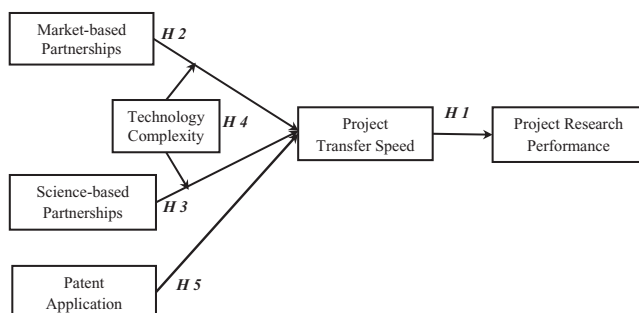 Market-based
Partnerships
H 2
Technology
Complexity
H 4
Project
Transfer Speed
H 1
Project Research
Performance
Science-based
Partnerships
H 3
Patent
Application
H 5